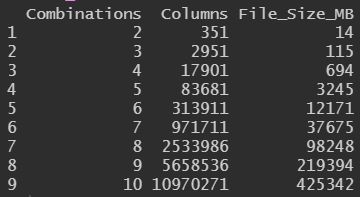 Combinations Columns File_Size_MB
1 2 351 14
2 3 2951 115
3 4 17901 694
4 5 83681 3245
5 6 313911 12171
6 7 971711 37675
7 8 2533986 98248
8 9 5658536 219394
9 10 10970271 425342